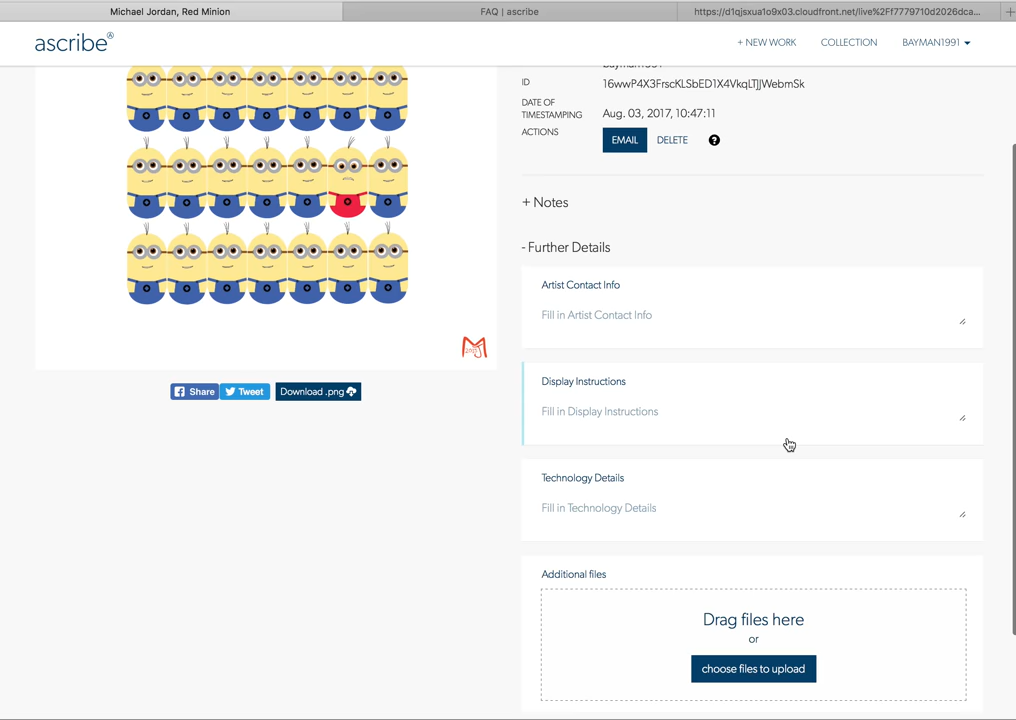 Michael Jordan, Red Minion
FAQ | ascribe
https://d1qjsxua1o9x03.cloudfront.net/live%2Ff7779710d2026dca...
ascribe
+ NEW WORK
COLLECTION
BAYMAN1991
ID
16wwP4X3FrscKLSbED1X4VkqLTJJWebmSk
DATE OF
TIMESTAMPING
Aug. 03, 2017, 10:47:11
ACTIONS
EMAIL
DELETE
?
+ Notes
- Further Details
Artist Contact Info
Fill in Artist Contact Info
Display Instructions
Fill in Display Instructions
Share
Tweet
Download .png
Technology Details
Fill in Technology Details
Additional files
Drag files here
or
choose files to upload